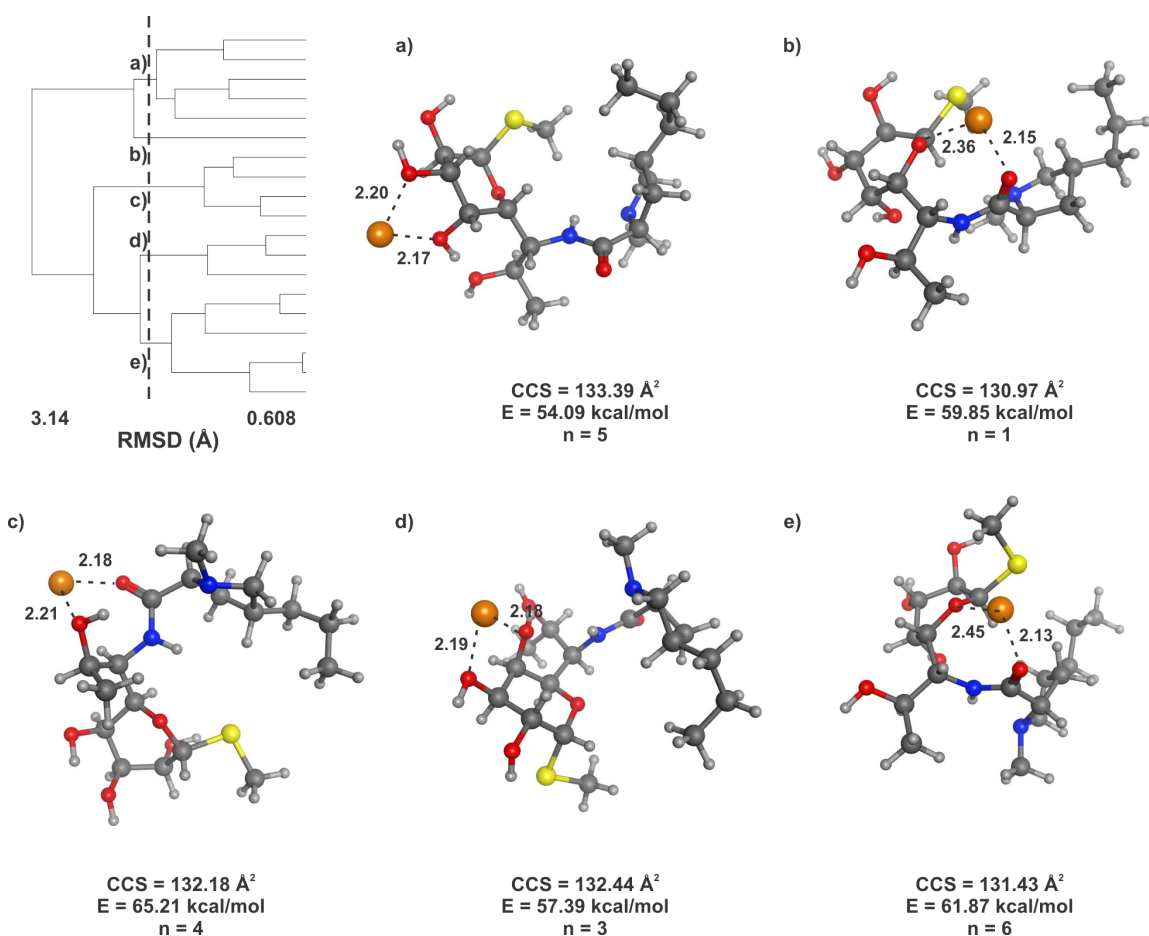 a)
b)
c)
d)
e)
3.14
0.608
RMSD (Å)
a)
2.20
2.17
CCS = 133.39 Å²
E = 54.09 kcal/mol
n = 5
b)
2.36
2.15
CCS = 130.97 Å²
E = 59.85 kcal/mol
n = 1
c)
2.18
2.21
CCS = 132.18 Å²
E = 65.21 kcal/mol
n = 4
d)
2.18
2.19
CCS = 132.44 Å²
E = 57.39 kcal/mol
n = 3
e)
2.45
2.13
CCS = 131.43 Å²
E = 61.87 kcal/mol
n = 6